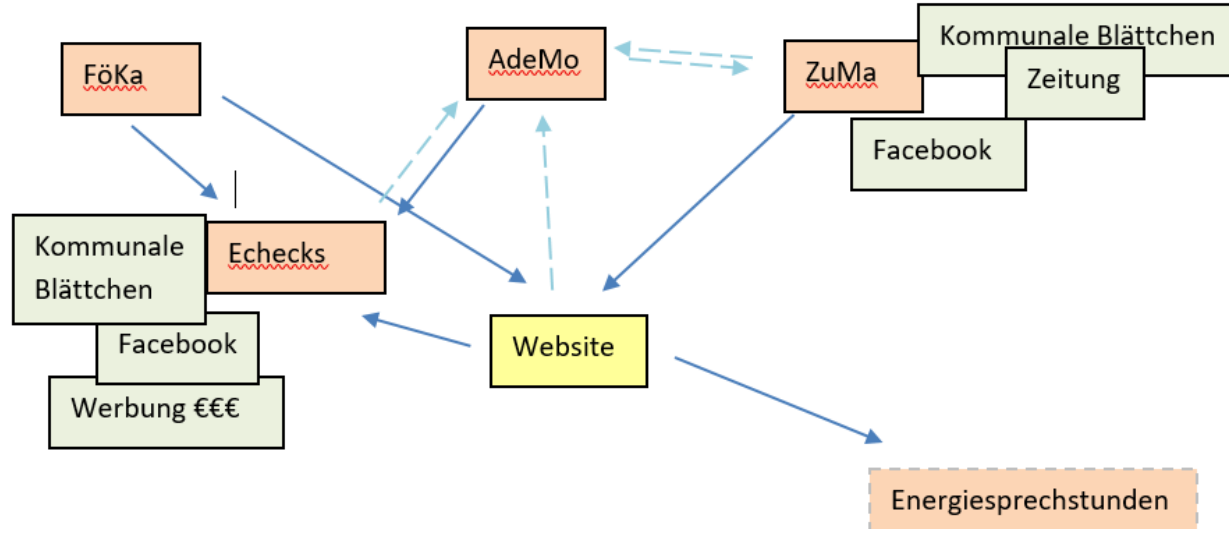 FöKa
AdeMo
ZuMa
Kommunale Blättchen
Zeitung
Facebook
Kommunale
Blättchen
Echecks
Facebook
Werbung €€€
Website
Energiesprechstunden